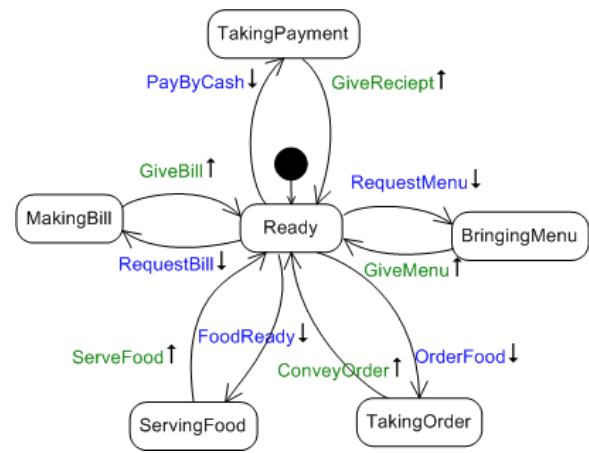 TakingPayment
PayByCash↓
GiveReciept↑
GiveBill↑
RequestMenu↓
MakingBill
Ready
BringingMenu
RequestBill↓
GiveMenu↑
FoodReady↓
ServeFood↑
ConveyOrder↑
OrderFood↓
ServingFood
TakingOrder